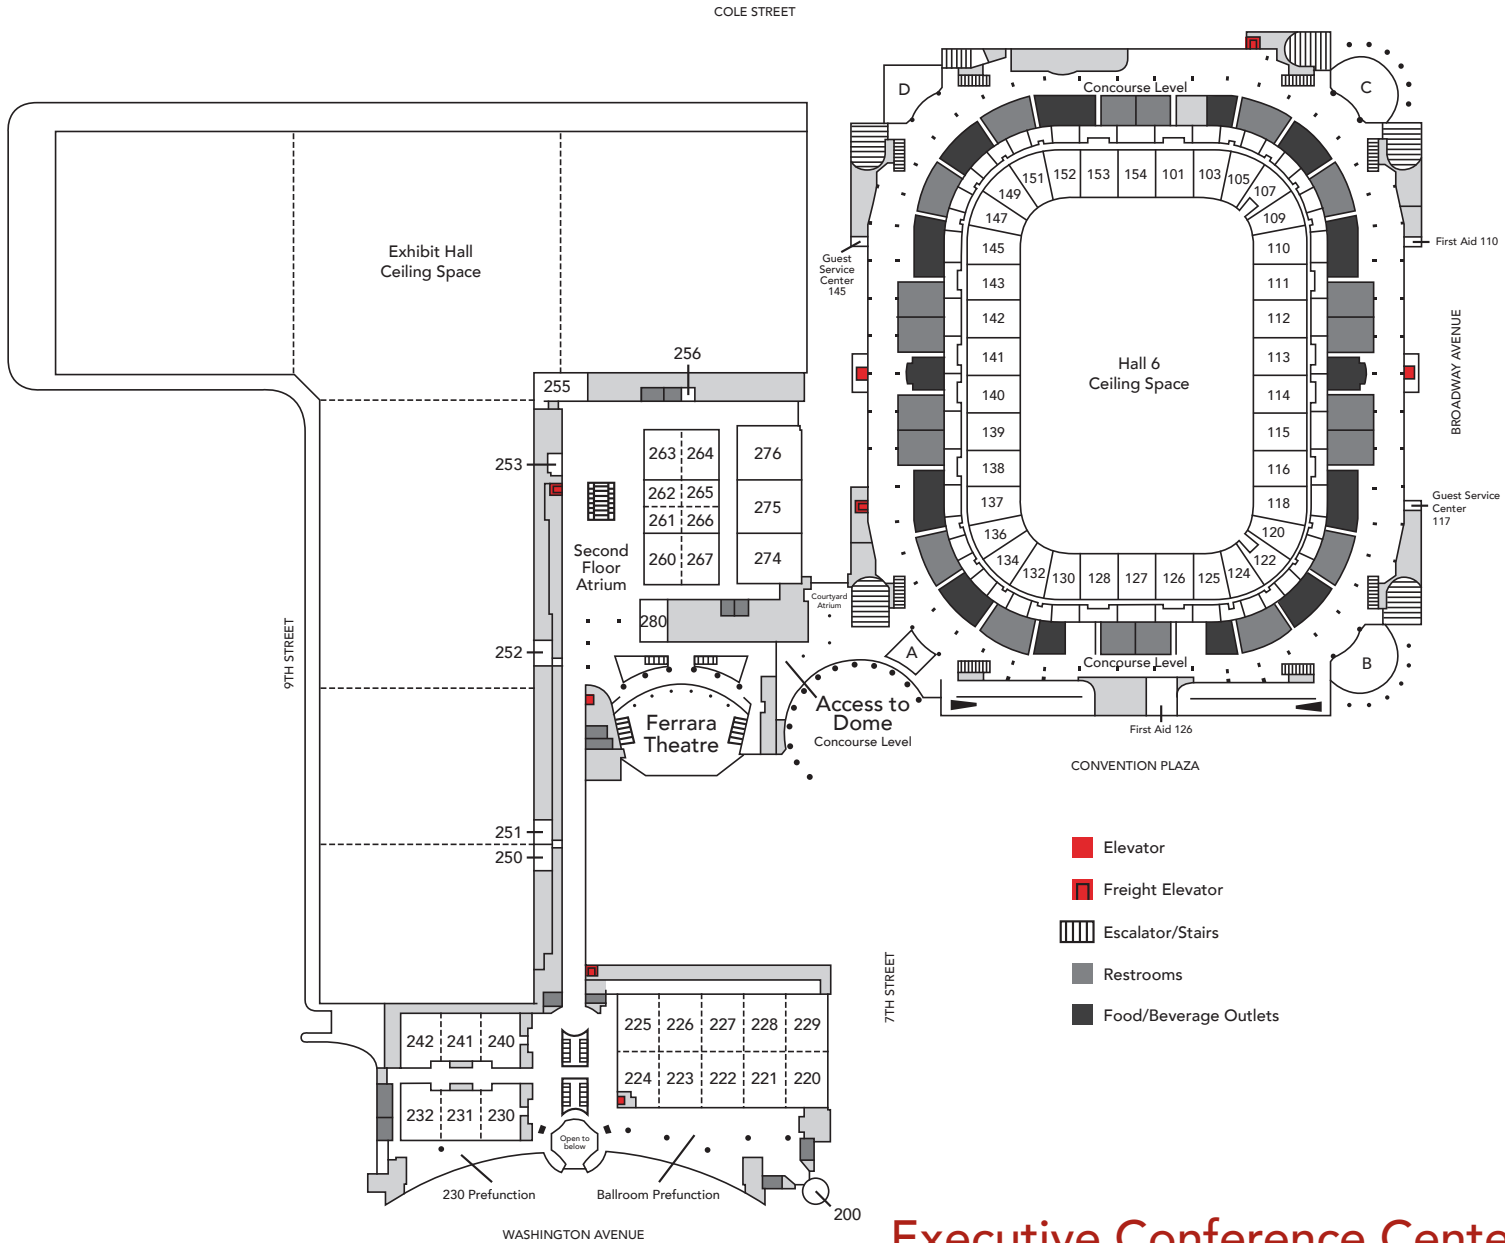 COLE STREET
D
C
Concourse Level
151
152
153
154
101
103
105
107
149
147
109
145
110
143
111
142
112
141
113
140
114
139
115
138
116
137
118
136
120
134
122
132
130
128
127
126
125
124
Hall 6
Ceiling Space
Guest
Service
Center
145
First Aid 110
BROADWAY AVENUE
Guest Service
Center
117
Exhibit Hall
Ceiling Space
256
255
253
263
264
276
262
265
275
261
266
260
267
274
Second
Floor
Atrium
280
Courtyard
Atrium
A
B
Concourse Level
9TH STREET
252
Ferrara
Theatre
Access to
Dome
Concourse Level
First Aid 126
CONVENTION PLAZA
251
250
Elevator
Freight Elevator
Escalator/Stairs
Restrooms
Food/Beverage Outlets
7TH STREET
225
226
227
228
229
242
241
240
224
223
222
221
220
232
231
230
Open to
below
230 Prefunction
Ballroom Prefunction
200
WASHINGTON AVENUE
Executive Conference Cente